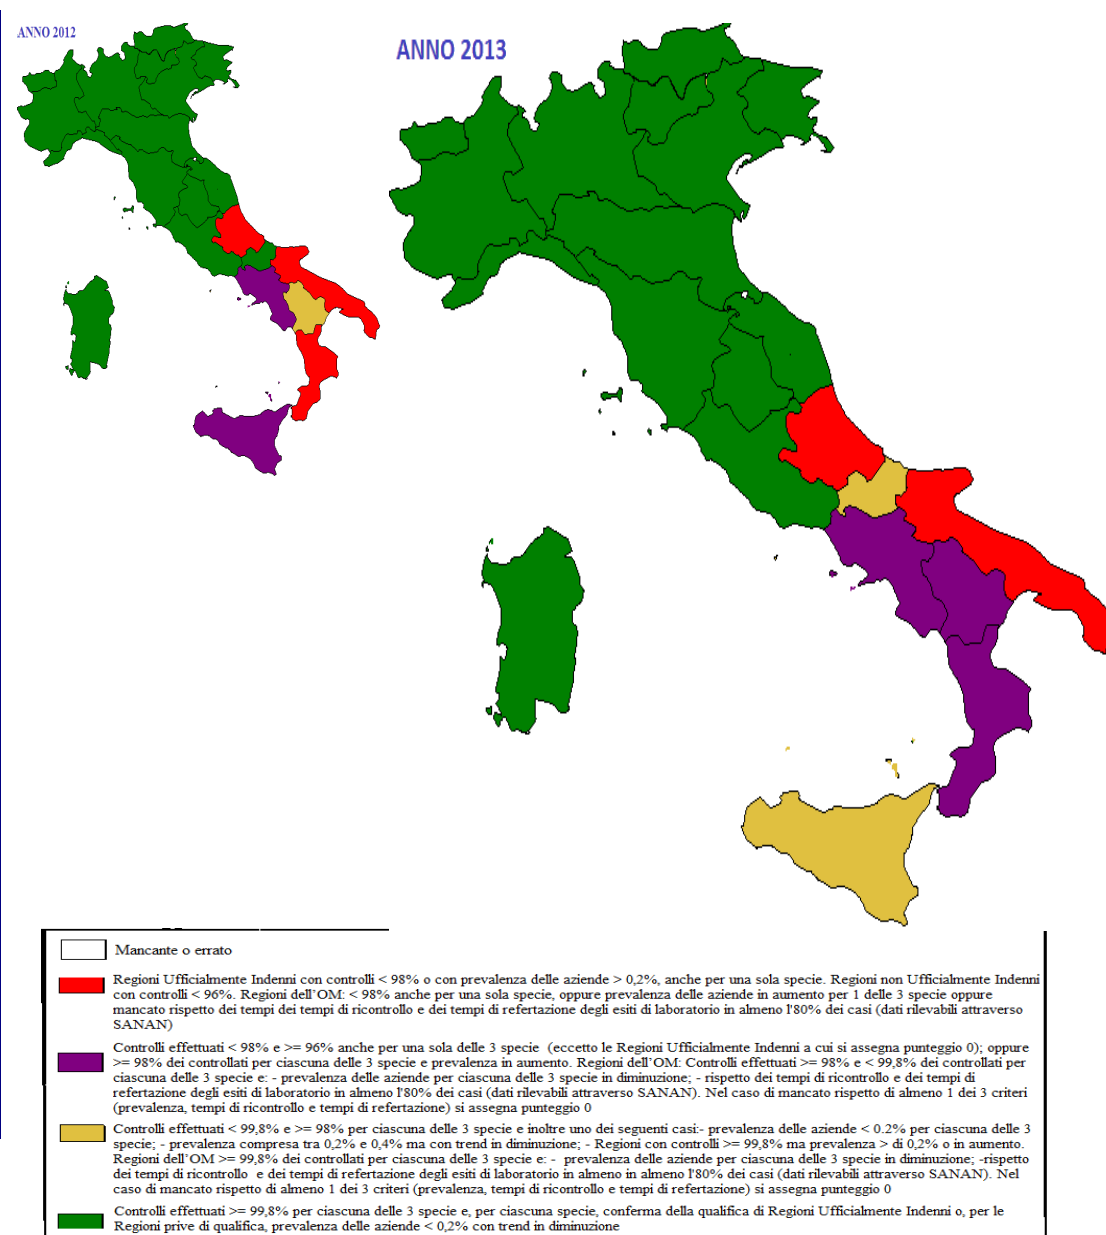 ANNO 2012
ANNO 2013
Mancante o errato
Regioni Ufficialmente Indenni con controlli < 98% o con prevalenza delle aziende > 0,2%, anche per una sola specie. Regioni non Ufficialmente Indenni
con controlli < 96%. Regioni dell'OM: < 98% anche per una sola specie, oppure prevalenza delle aziende in aumento per 1 delle 3 specie oppure
mancato rispetto dei tempi dei tempi di ricontrollo e dei tempi di refertazione degli esiti di laboratorio in almeno l'80% dei casi (dati rilevabili attraverso
SANAN)
Controlli effettuati < 98% e >= 96% anche per una sola delle 3 specie (eccetto le Regioni Ufficialmente Indenni a cui si assegna punteggio 0); oppure
>= 98% dei controllati per ciascuna delle 3 specie e prevalenza in aumento. Regioni dell'OM: Controlli effettuati >= 98% e < 99,8% dei controllati per
ciascuna delle 3 specie e: - prevalenza delle aziende per ciascuna delle 3 specie in diminuzione; - rispetto dei tempi di ricontrollo e dei tempi di
refertazione degli esiti di laboratorio in almeno l'80% dei casi (dati rilevabili attraverso SANAN). Nel caso di mancato rispetto di almeno 1 dei 3 criteri
(prevalenza, tempi di ricontrollo e tempi di refertazione) si assegna punteggio 0
Controlli effettuati < 99,8% e >= 98% per ciascuna delle 3 specie e inoltre uno dei seguenti casi:- prevalenza delle aziende < 0.2% per ciascuna delle 3
specie; - prevalenza compresa tra 0,2% e 0,4% ma con trend in diminuzione; - Regioni con controlli >= 99,8% ma prevalenza > di 0,2% o in aumento.
Regioni dell'OM >= 99,8% dei controllati per ciascuna delle 3 specie e: - prevalenza delle aziende per ciascuna delle 3 specie in diminuzione; -rispetto
dei tempi di ricontrollo e dei tempi di refertazione degli esiti di laboratorio in almeno in almeno l'80% dei casi (dati rilevabili attraverso SANAN). Nel
caso di mancato rispetto di almeno 1 dei 3 criteri (prevalenza, tempi di ricontrollo e tempi di refertazione) si assegna punteggio 0
Controlli effettuati >= 99,8% per ciascuna delle 3 specie e, per ciascuna specie, conferma della qualifica di Regioni Ufficialmente Indenni o, per le
Regioni prive di qualifica, prevalenza delle aziende < 0,2% con trend in diminuzione